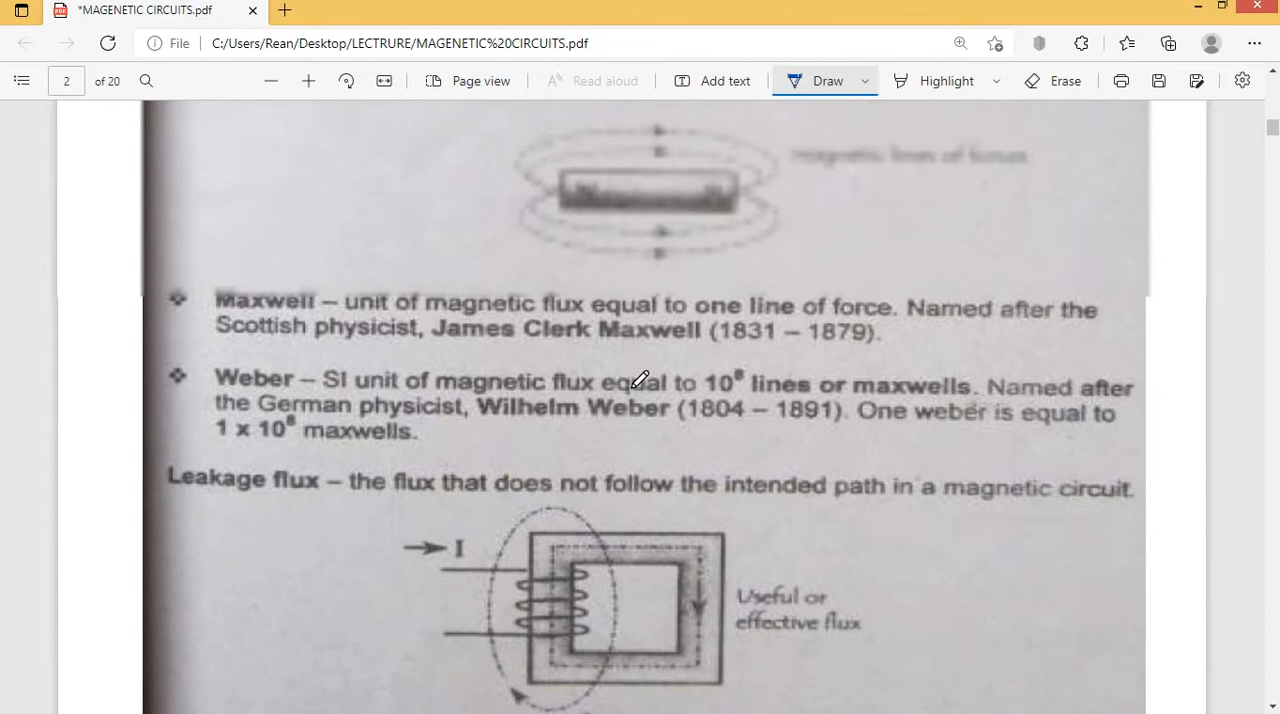 *MAGENETIC CIRCUITS.pdf
File C:/Users/Rean/Desktop/LECTRURE/MAGENETIC%20CIRCUITS.pdf
2 of 20 Page view Read aloud Add text Draw Highlight Erase
magnetic lines of forces
Maxwell – unit of magnetic flux equal to one line of force. Named after the
Scottish physicist, James Clerk Maxwell (1831 – 1879).
Weber – SI unit of magnetic flux equal to 10⁸ lines or maxwells. Named after
the German physicist, Wilhelm Weber (1804 – 1891). One weber is equal to
1 x 10⁸ maxwells.
Leakage flux – the flux that does not follow the intended path in a magnetic circuit.
I
Useful or
effective flux